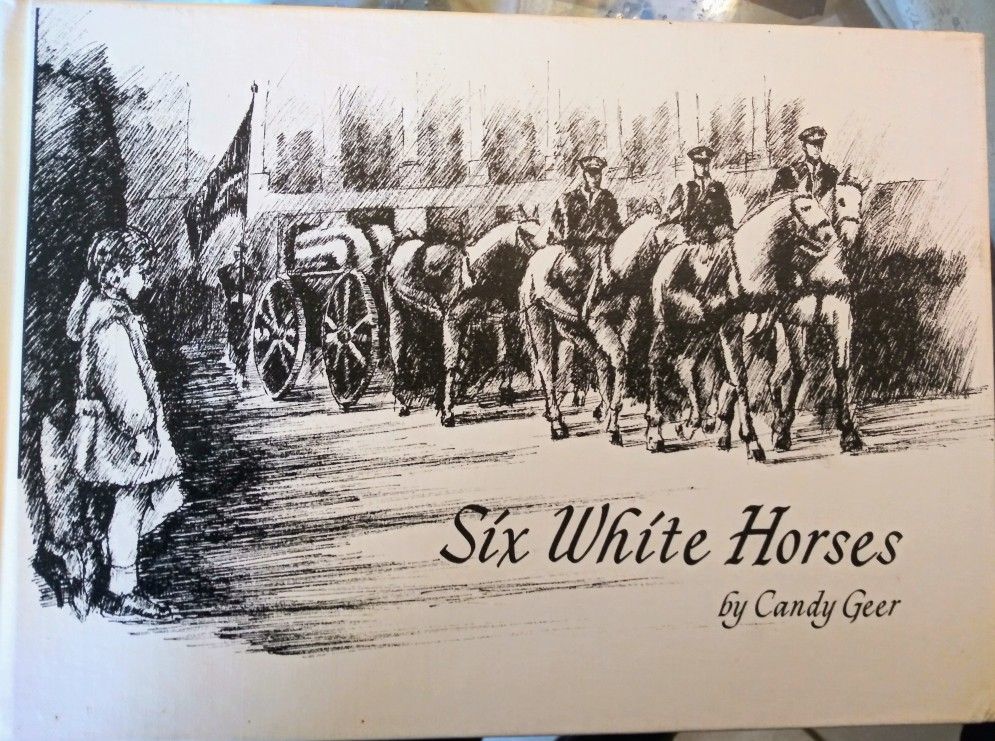 Six White Horses
by Candy Geer